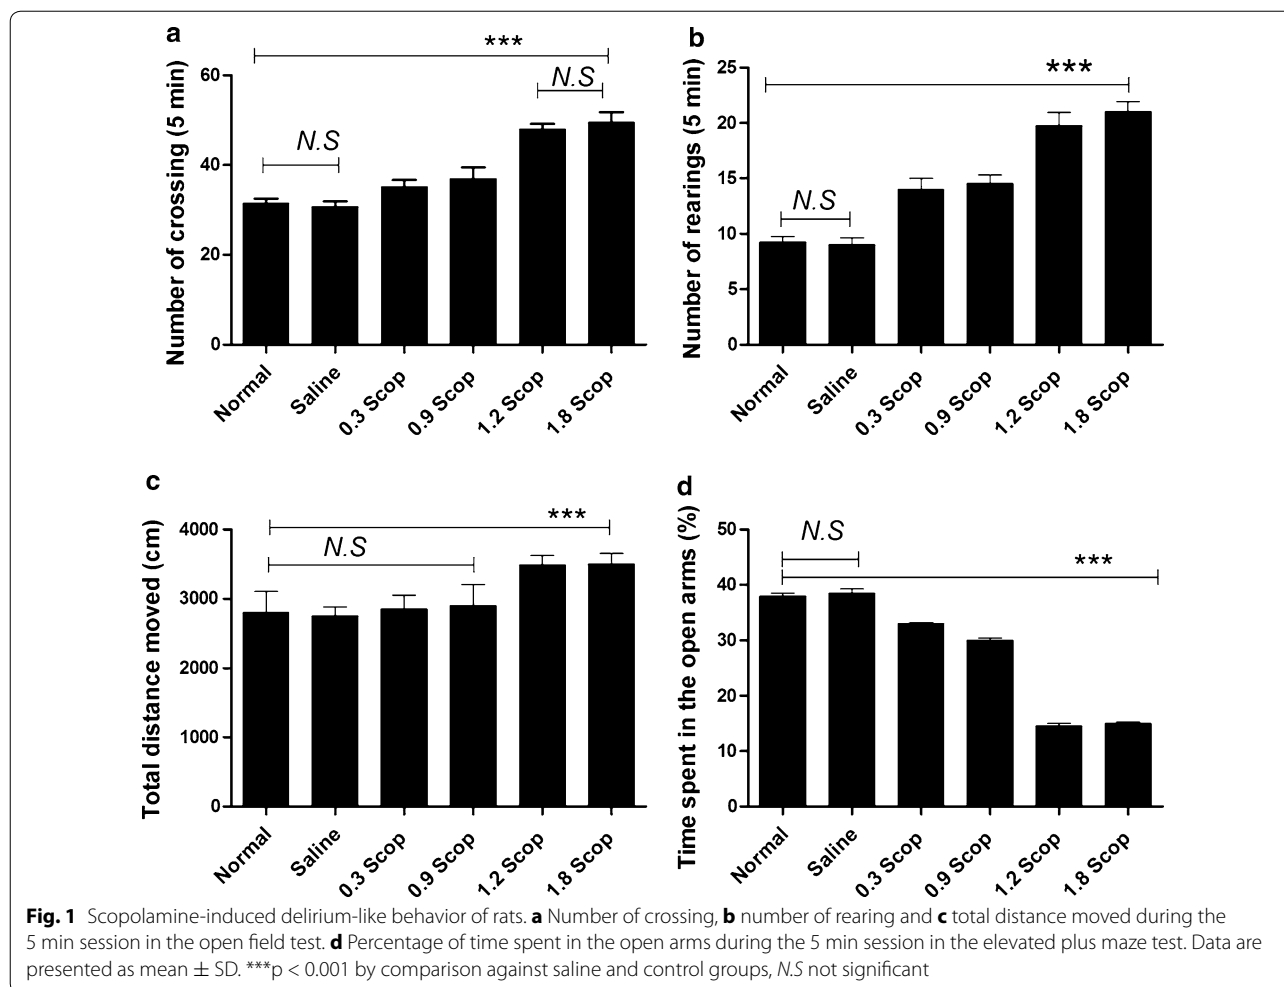 a
***
N.S
N.S
Number of crossing (5 min)
60
40
20
0
Normal
Saline
0.3 Scop
0.9 Scop
1.2 Scop
1.8 Scop
b
***
N.S
Number of rearings (5 min)
25
20
15
10
5
0
Normal
Saline
0.3 Scop
0.9 Scop
1.2 Scop
1.8 Scop
c
***
N.S
Total distance moved (cm)
4000
3000
2000
1000
0
Normal
Saline
0.3 Scop
0.9 Scop
1.2 Scop
1.8 Scop
d
N.S
***
Time spent in the open arms (%)
50
40
30
20
10
0
Normal
Saline
0.3 Scop
0.9 Scop
1.2 Scop
1.8 Scop
Fig. 1 Scopolamine-induced delirium-like behavior of rats. a Number of crossing, b number of rearing and c total distance moved during the
5 min session in the open field test. d Percentage of time spent in the open arms during the 5 min session in the elevated plus maze test. Data are
presented as mean ± SD. ***p < 0.001 by comparison against saline and control groups, N.S not significant